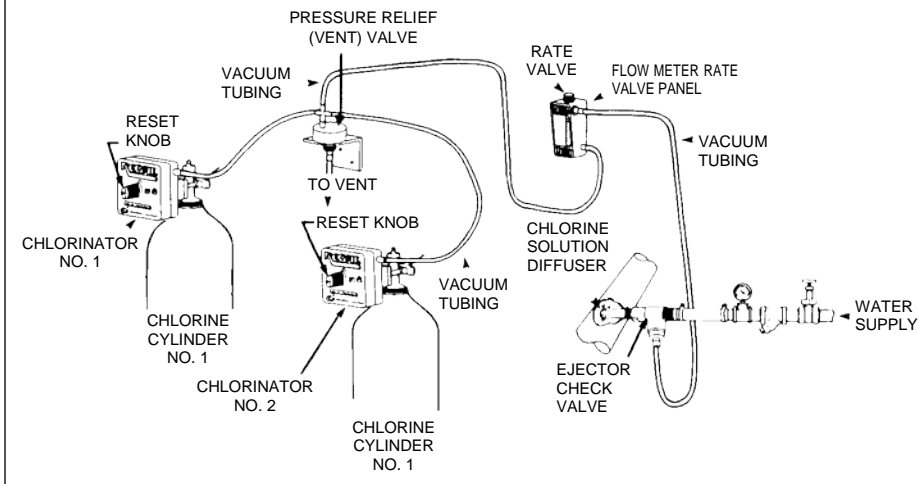 PRESSURE RELIEF
(VENT) VALVE
RATE
VALVE
FLOW METER RATE
VALVE PANEL
VACUUM
TUBING
RESET
KNOB
VACUUM
TUBING
TO VENT
RESET KNOB
CHLORINATOR
NO. 1
CHLORINE
SOLUTION
DIFFUSER
VACUUM
TUBING
WATER
SUPPLY
CHLORINE
CYLINDER
NO. 1
EJECTOR
CHECK
VALVE
CHLORINATOR
NO. 2
CHLORINE
CYLINDER
NO. 1